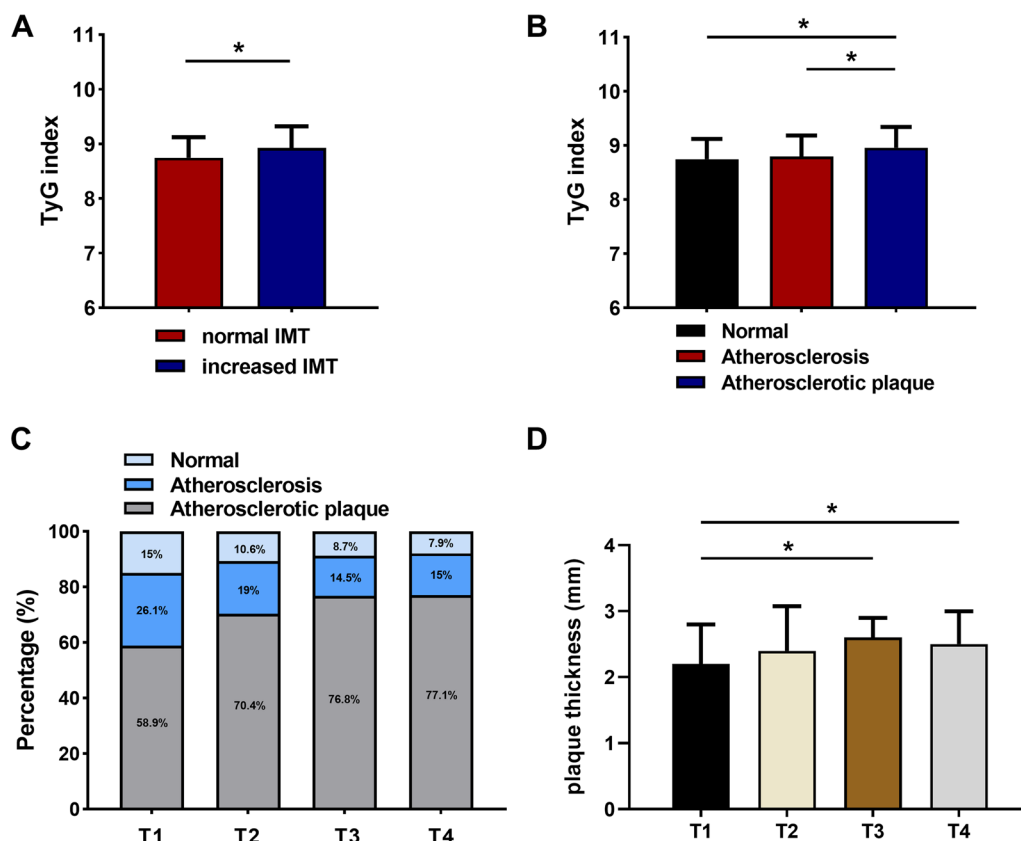 A
TyG index
11
10
9
8
7
6
*
normal IMT
increased IMT
B
TyG index
11
10
9
8
7
6
*
*
Normal
Atherosclerosis
Atherosclerotic plaque
C
Normal
Atherosclerosis
Atherosclerotic plaque
Percentage (%)
100
80
60
40
20
0
15%
10.6%
8.7%
7.9%
26.1%
19%
14.5%
15%
58.9%
70.4%
76.8%
77.1%
T1
T2
T3
T4
D
plaque thickness (mm)
4
3
2
1
0
*
*
T1
T2
T3
T4